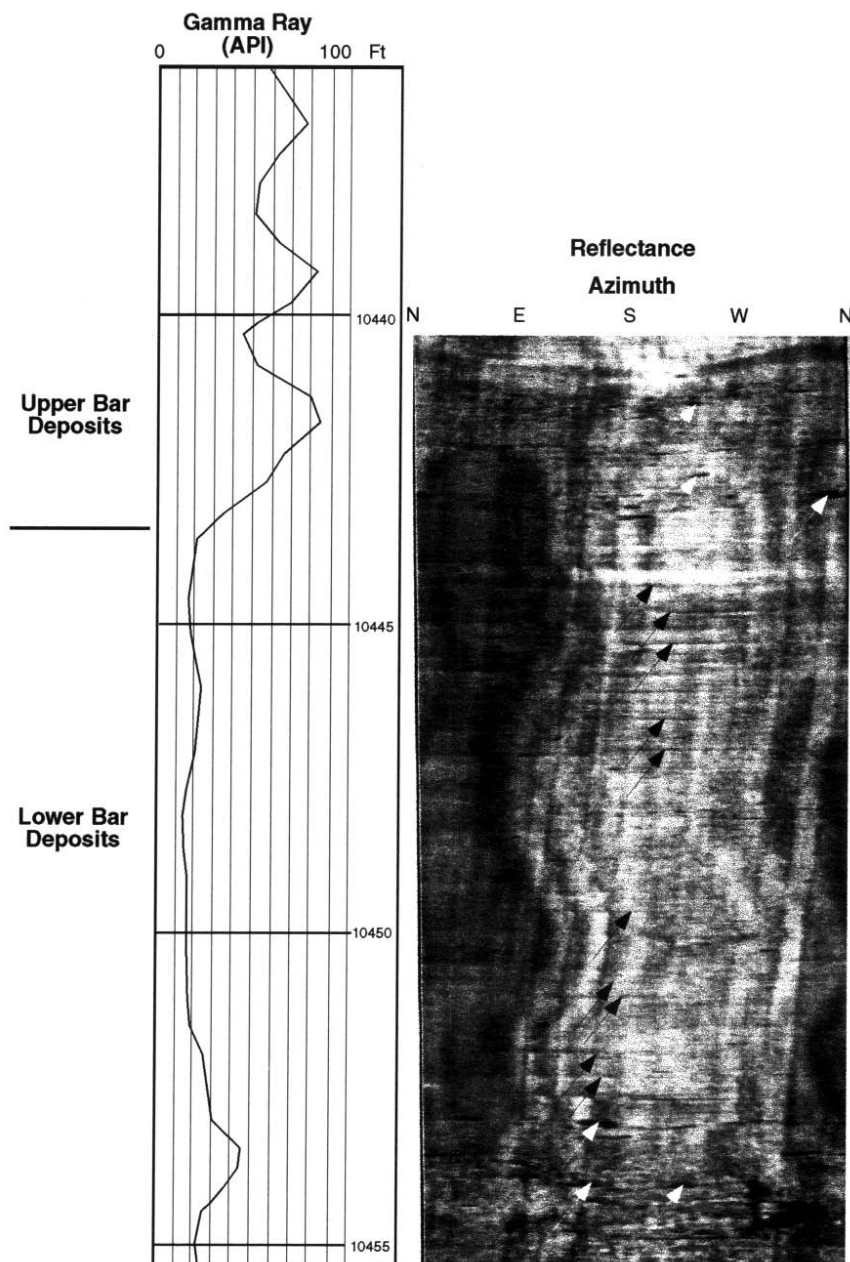 Gamma Ray
(API)
0 100 Ft
Reflectance
Azimuth
N E S W N
10440
Upper Bar
Deposits
10445
Lower Bar
Deposits
10450
10455